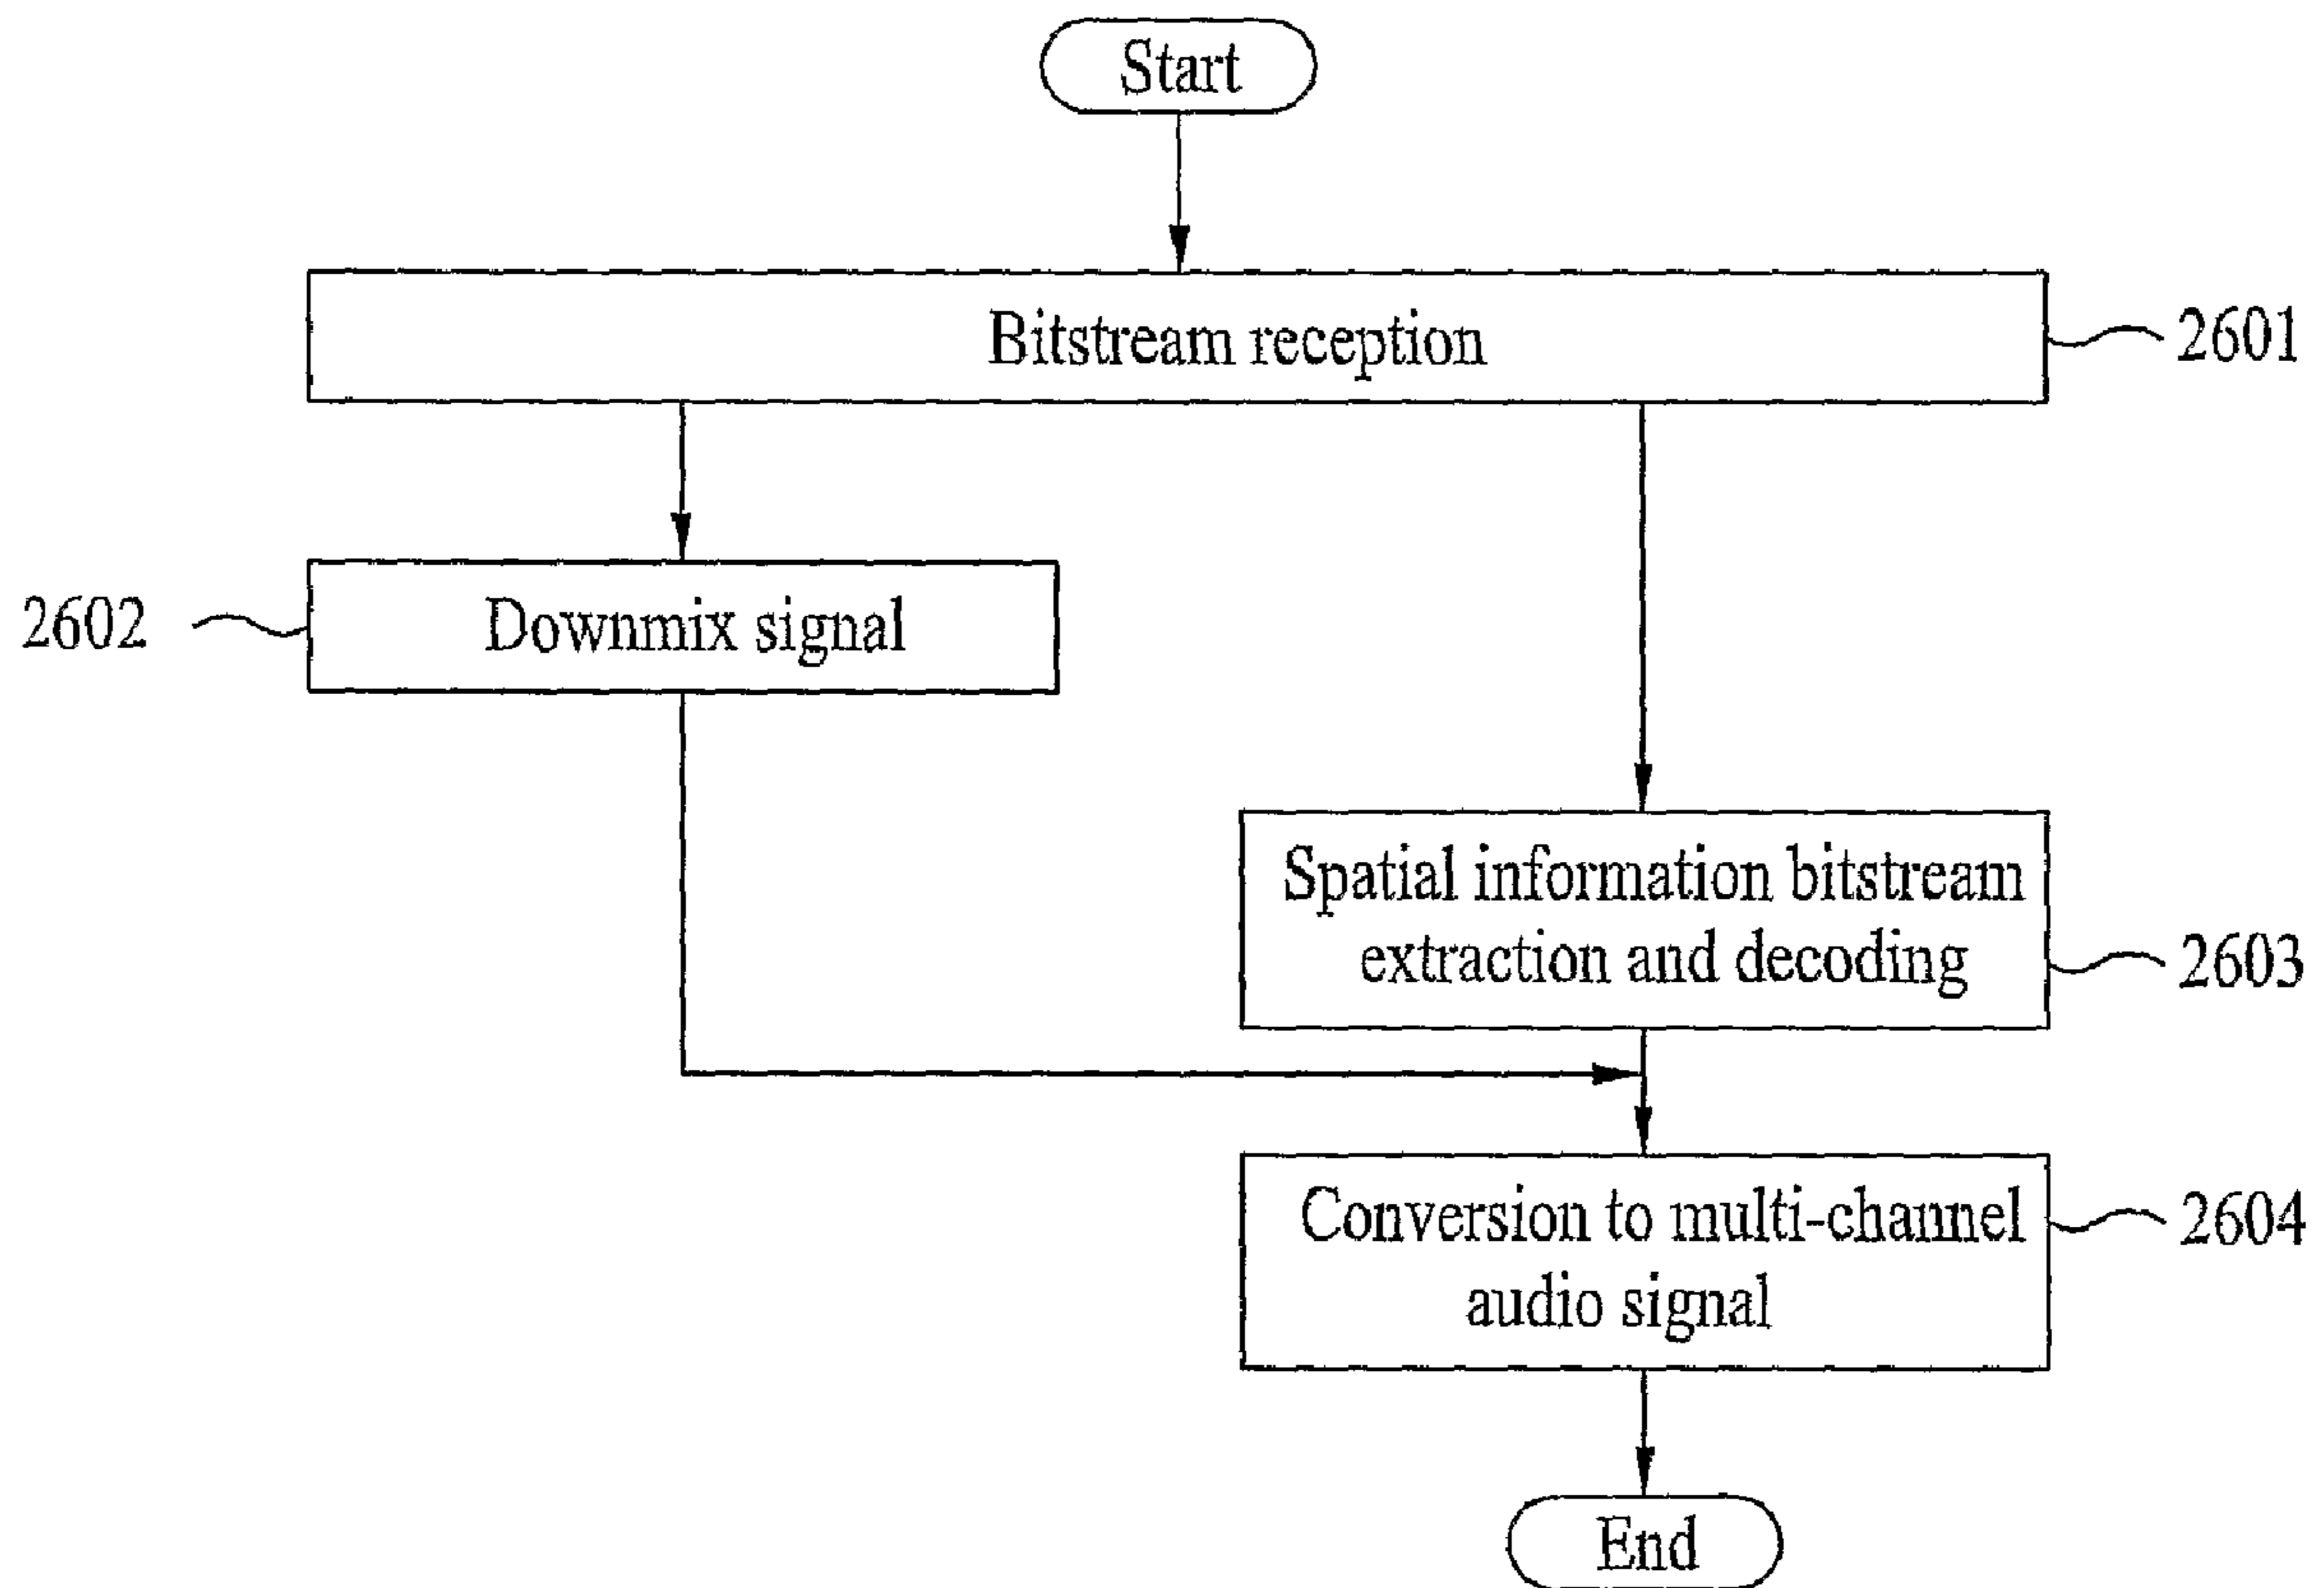 Start
Bitstream reception
2601
2602
Downmix signal
Spatial information bitstream
extraction and decoding
2603
Conversion to multi-channel
audio signal
2604
End